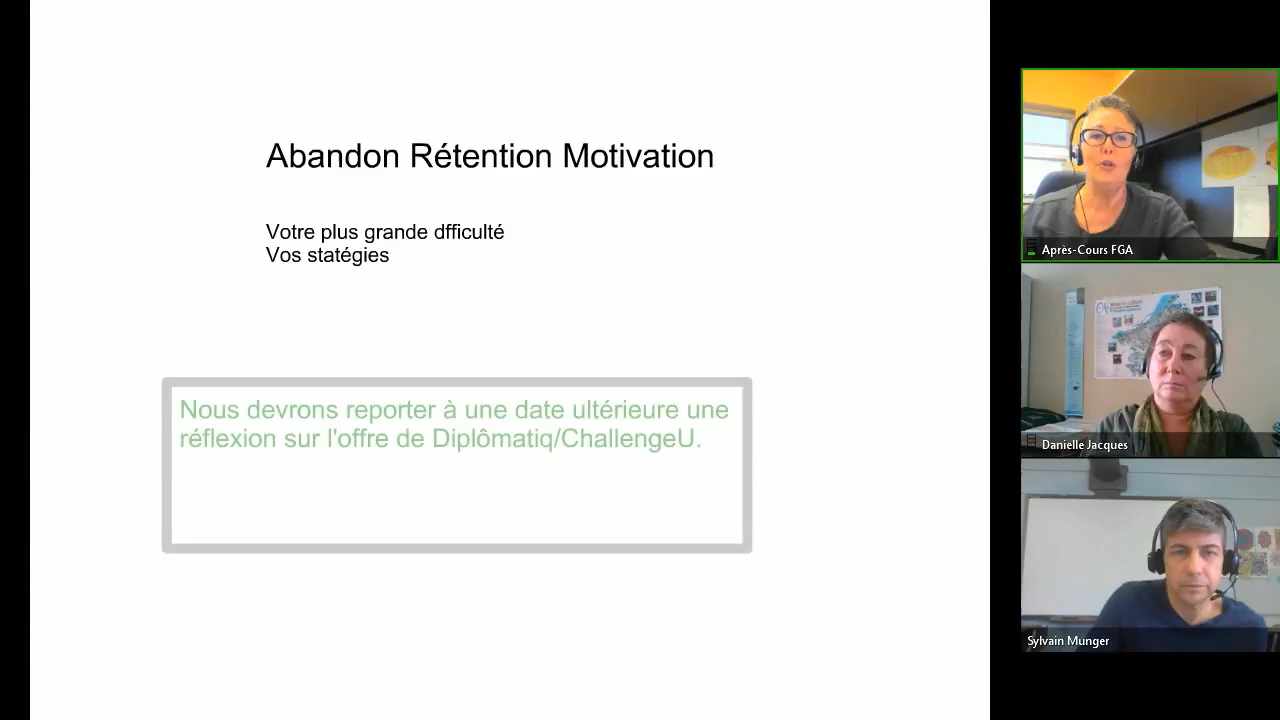 Abandon Rétention Motivation
Votre plus grande dfficulté
Vos statégies
Nous devrons reporter à une date ultérieure une
réflexion sur l'offre de Diplômatiq/ChallengeU.
Après-Cours FGA
Danielle Jacques
Sylvain Munger